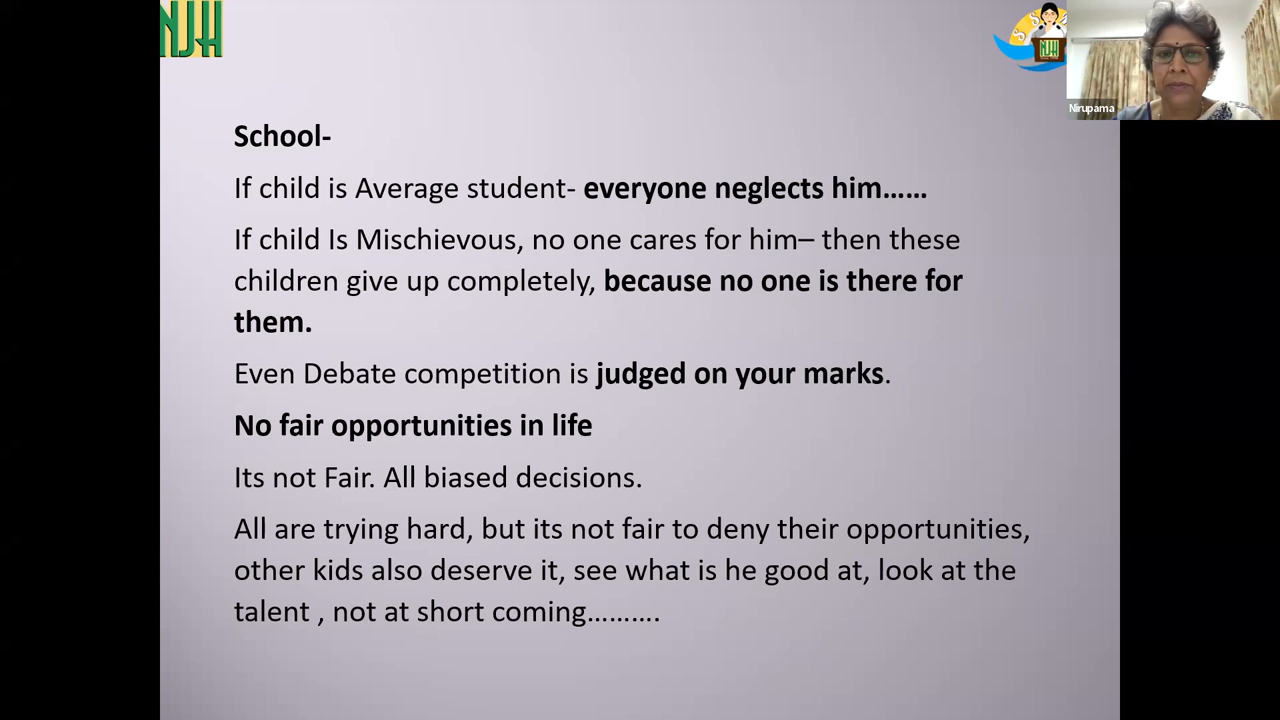 NJH
NJH
Nirupama
School-
If child is Average student- everyone neglects him……
If child Is Mischievous, no one cares for him– then these
children give up completely, because no one is there for
them.
Even Debate competition is judged on your marks.
No fair opportunities in life
Its not Fair. All biased decisions.
All are trying hard, but its not fair to deny their opportunities,
other kids also deserve it, see what is he good at, look at the
talent , not at short coming……….